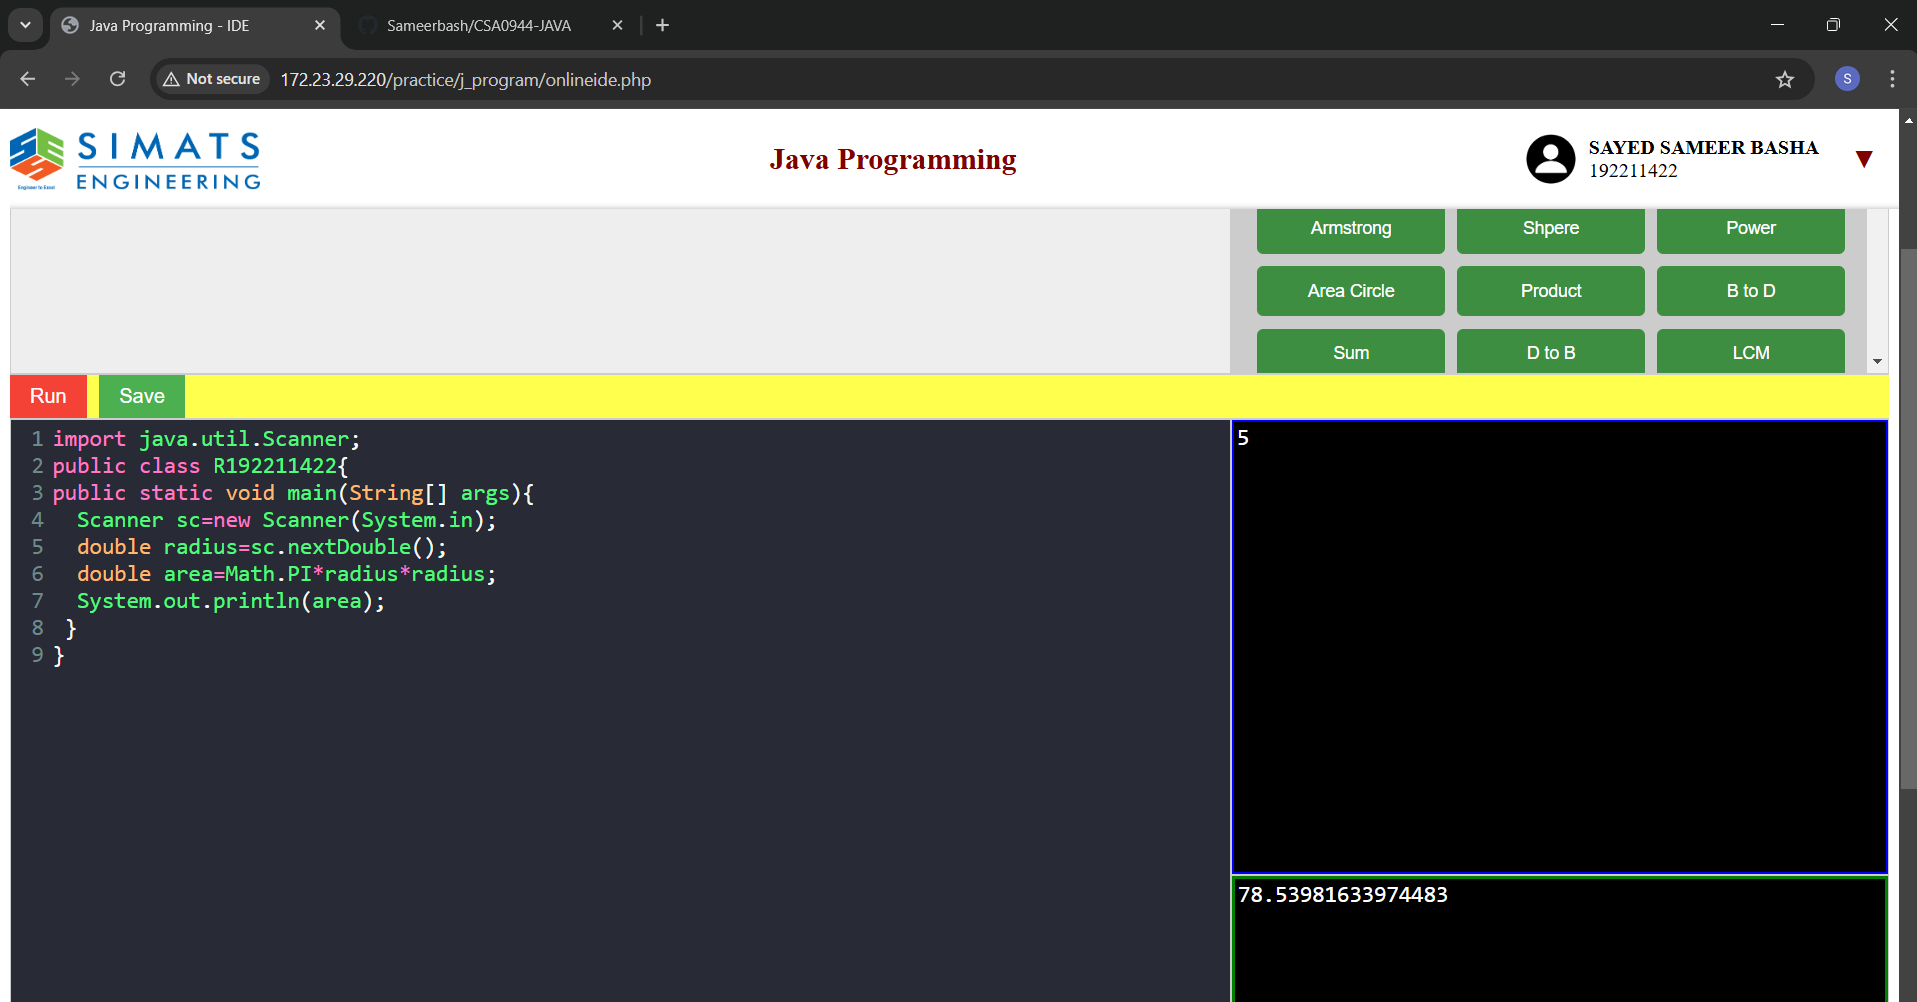 Java Programming - IDE
Sameerbash/CSA0944-JAVA
Not secure
172.23.29.220/practice/j_program/onlineide.php
S
SIMATS
ENGINEERING
Engineer to Excel
Java Programming
SAYED SAMEER BASHA
192211422
Armstrong
Shpere
Power
Area Circle
Product
B to D
Sum
D to B
LCM
Run
Save
1 import java.util.Scanner;
2 public class R192211422{
3 public static void main(String[] args){
4   Scanner sc=new Scanner(System.in);
5   double radius=sc.nextDouble();
6   double area=Math.PI*radius*radius;
7   System.out.println(area);
8  }
9 }
5
78.53981633974483